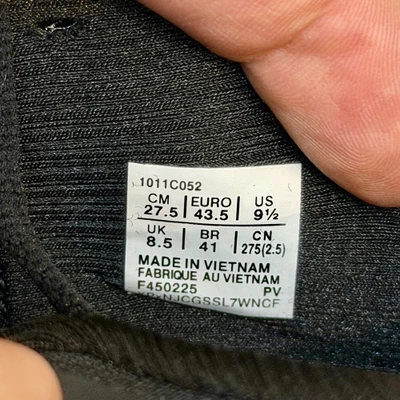 1011C052
CM EURO US
27.5 43.5 9½
UK BR CN
8.5 41 275(2.5)
MADE IN VIETNAM
FABRIQUE AU VIETNAM
F450225 PV